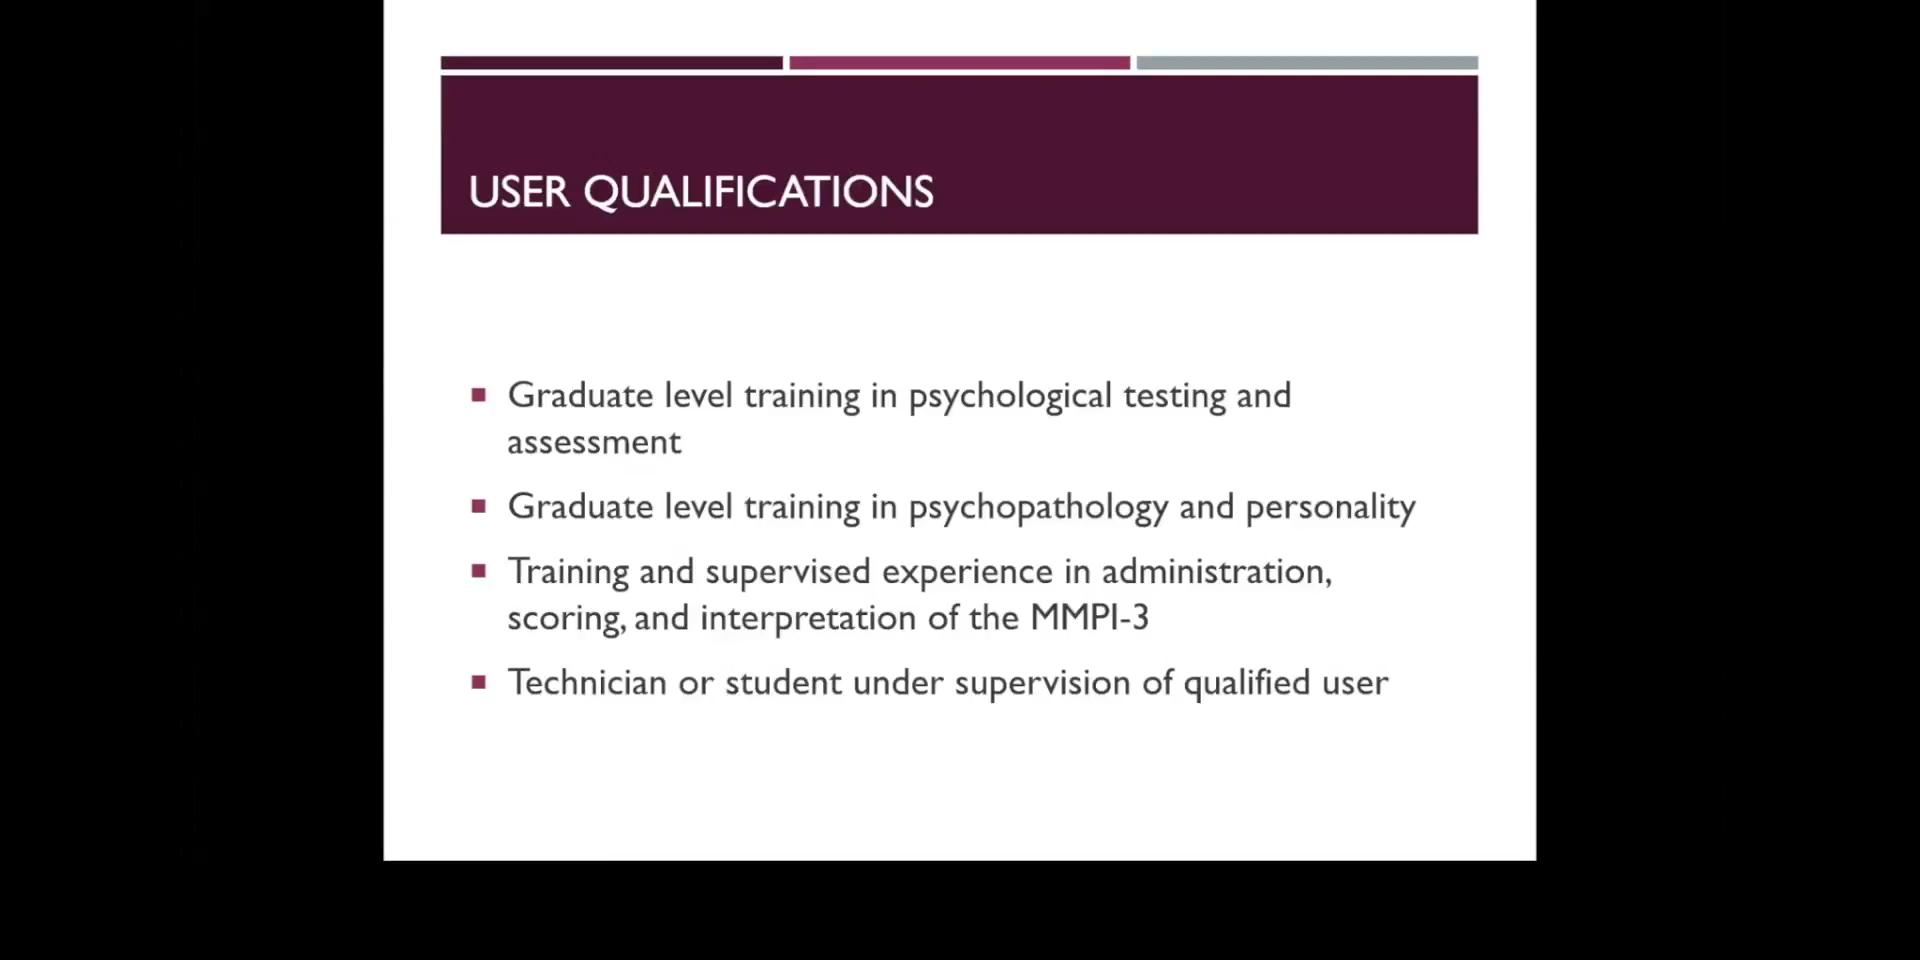 USER QUALIFICATIONS
Graduate level training in psychological testing and
assessment
Graduate level training in psychopathology and personality
Training and supervised experience in administration,
scoring, and interpretation of the MMPI-3
Technician or student under supervision of qualified user